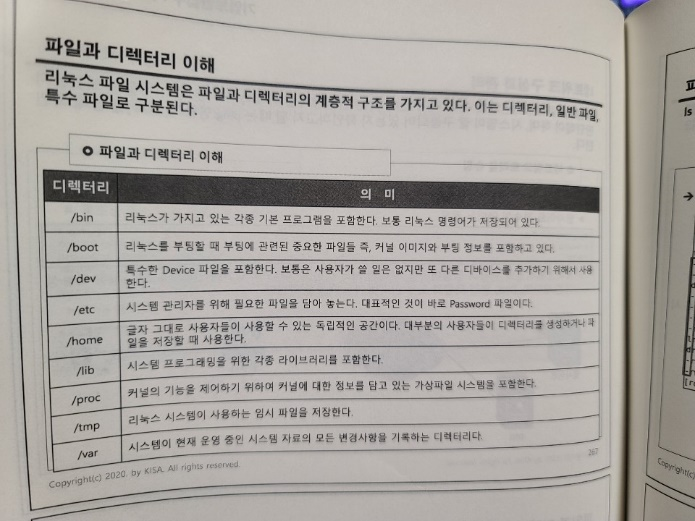 파일과 디렉터리 이해
리눅스 파일 시스템은 파일과 디렉터리의 계층적 구조를 가지고 있다. 이는 디렉터리, 일반 파일,
특수 파일로 구분된다.
파일과 디렉터리 이해
디렉터리 의 미
/bin 리눅스가 가지고 있는 각종 기본 프로그램을 포함한다. 보통 리눅스 명령어가 저장되어 있다.
/boot 리눅스를 부팅할 때 부팅에 관련된 중요한 파일들 즉, 커널 이미지와 부팅 정보를 포함하고 있다.
/dev 특수한 Device 파일을 포함한다. 보통은 사용자가 쓸 일은 없지만 또 다른 디바이스를 추가하기 위해서 사용
한다.
/etc 시스템 관리자를 위해 필요한 파일을 담아 놓는다. 대표적인 것이 바로 Password 파일이다.
/home 글자 그대로 사용자들이 사용할 수 있는 독립적인 공간이다. 대부분의 사용자들이 디렉터리를 생성하거나 파
일을 저장할 때 사용한다.
/lib 시스템 프로그래밍을 위한 각종 라이브러리를 포함한다.
/proc 커널의 기능을 제어하기 위하여 커널에 대한 정보를 담고 있는 가상파일 시스템을 포함한다.
/tmp 리눅스 시스템이 사용하는 임시 파일을 저장한다.
/var 시스템이 현재 운영 중인 시스템 자료의 모든 변경사항을 기록하는 디렉터리다.
267
Copyright(c) 2020. by KISA. All rights reserved.
ls
Copyright(c)